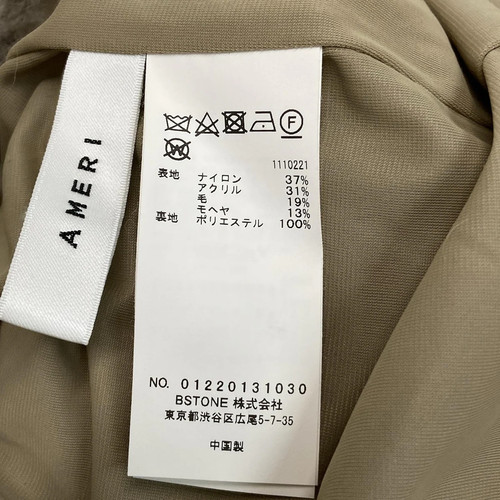 AMERI
F
W
1110221
表地 ナイロン 37%
アクリル 31%
毛 19%
モヘヤ 13%
裏地 ポリエステル 100%
NO. 01220131030
BSTONE 株式会社
東京都渋谷区広尾5-7-35
中国製